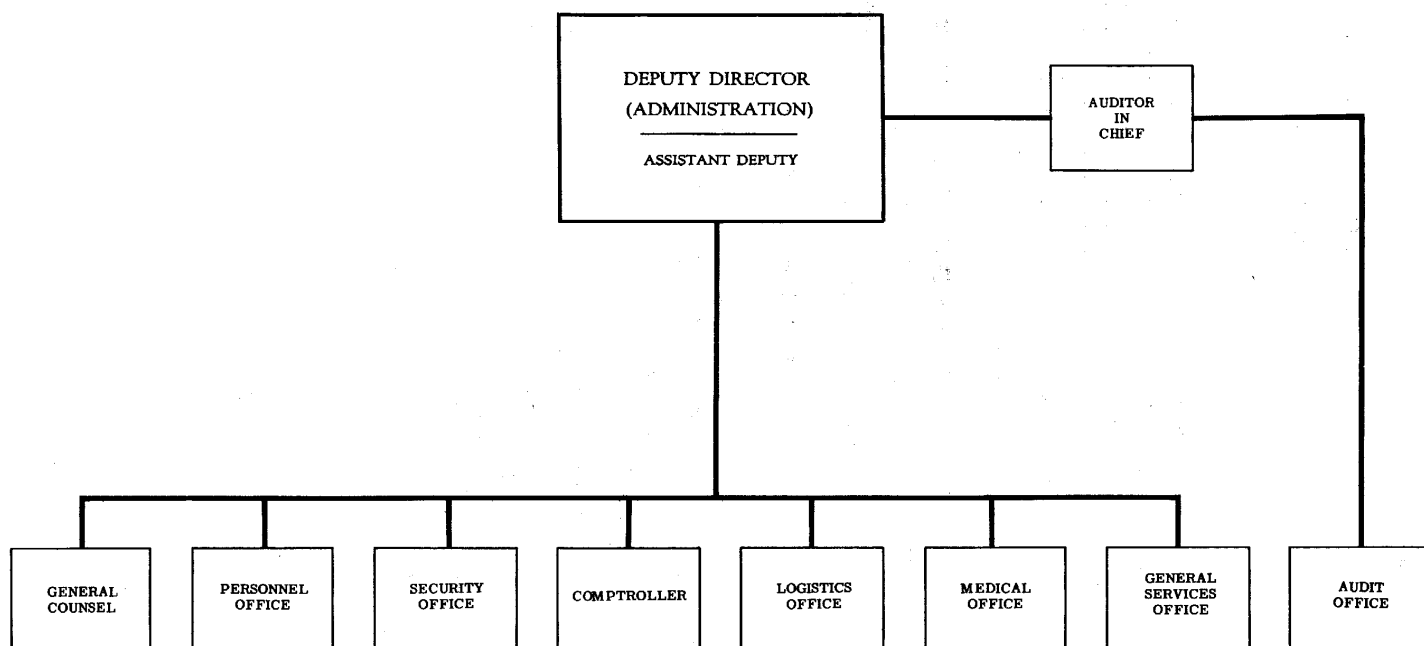 DEPUTY DIRECTOR
(ADMINISTRATION)
ASSISTANT DEPUTY
AUDITOR
IN
CHIEF
GENERAL
COUNSEL
PERSONNEL
OFFICE
SECURITY
OFFICE
COMPTROLLER
LOGISTICS
OFFICE
MEDICAL
OFFICE
GENERAL
SERVICES
OFFICE
AUDIT
OFFICE